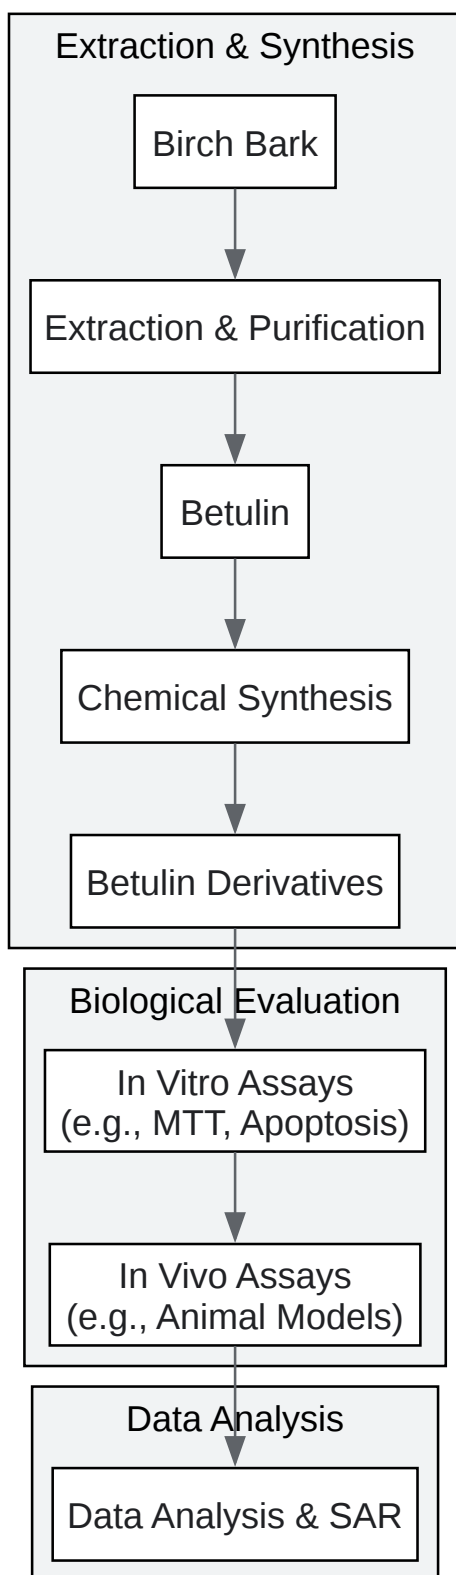 Extraction & Synthesis
Birch Bark
Extraction & Purification
Betulin
Chemical Synthesis
Betulin Derivatives
Biological Evaluation
In Vitro Assays
(e.g., MTT, Apoptosis)
In Vivo Assays
(e.g., Animal Models)
Data Analysis
Data Analysis & SAR